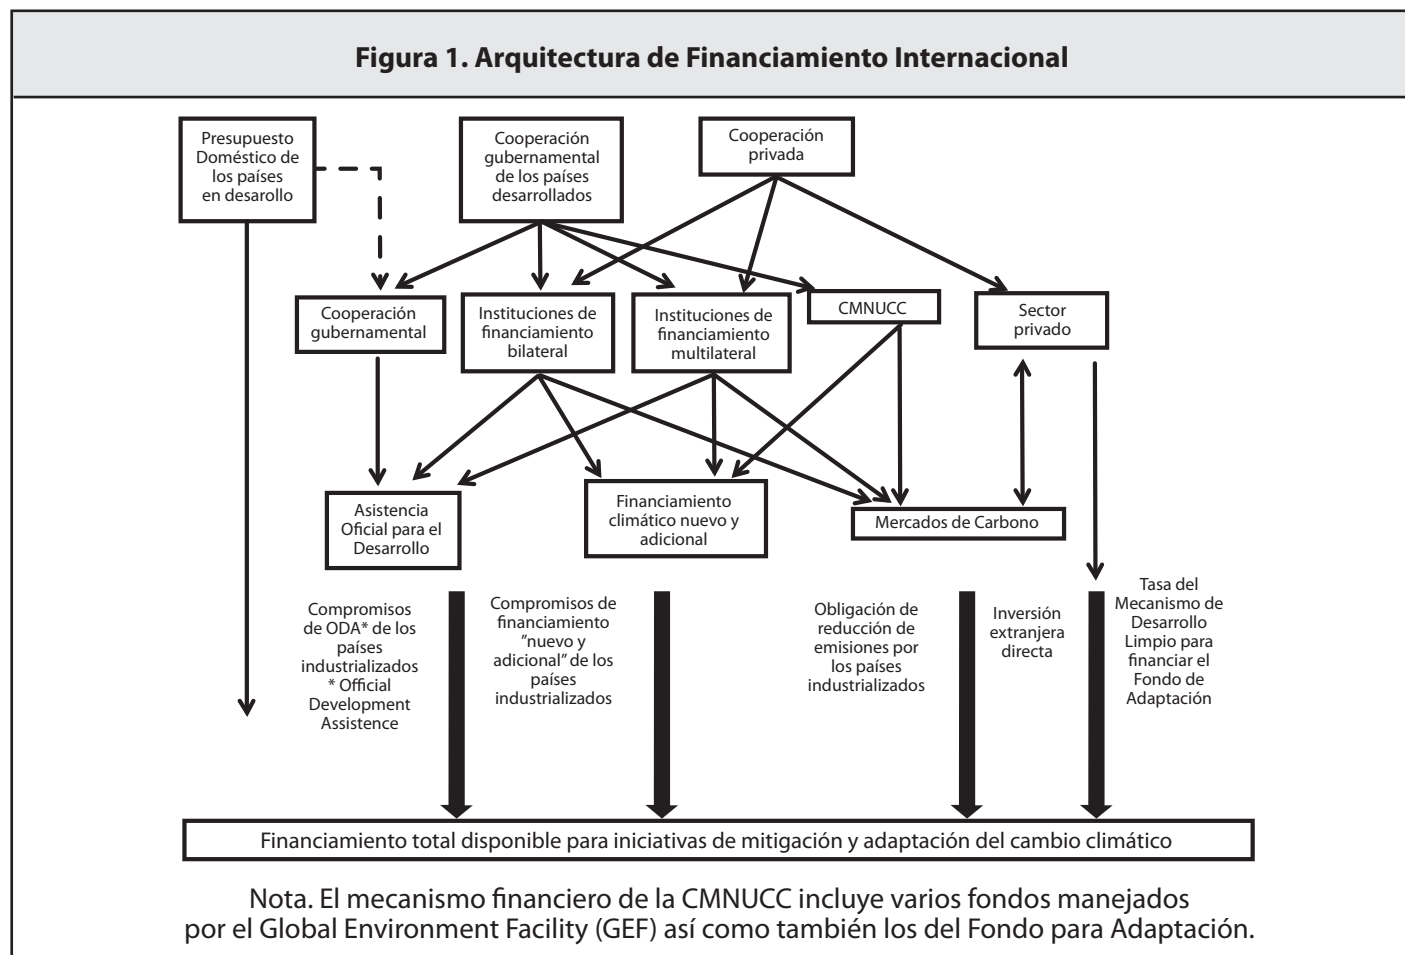 Figura 1. Arquitectura de Financiamiento Internacional
Presupuesto
Doméstico de
los países
en desarollo
Cooperación
gubernamental
de los países
desarrollados
Cooperación
privada
Cooperación
gubernamental
Instituciones de
financiamiento
bilateral
Instituciones de
financiamiento
multilateral
CMNUCC
Sector
privado
Asistencia
Oficial para el
Desarrollo
Financiamiento
climático nuevo y
adicional
Mercados de Carbono
Compromisos
de ODA* de los
países
industrializados
* Official
Development
Assistence
Compromisos de
financiamiento
"nuevo y
adicional" de los
países
industrializados
Obligación de
reducción de
emisiones por
los países
industrializados
Inversión
extranjera
directa
Tasa del
Mecanismo de
Desarrollo
Limpio para
financiar el
Fondo de
Adaptación
Financiamiento total disponible para iniciativas de mitigación y adaptación del cambio climático
Nota. El mecanismo financiero de la CMNUCC incluye varios fondos manejados
por el Global Environment Facility (GEF) así como también los del Fondo para Adaptación.